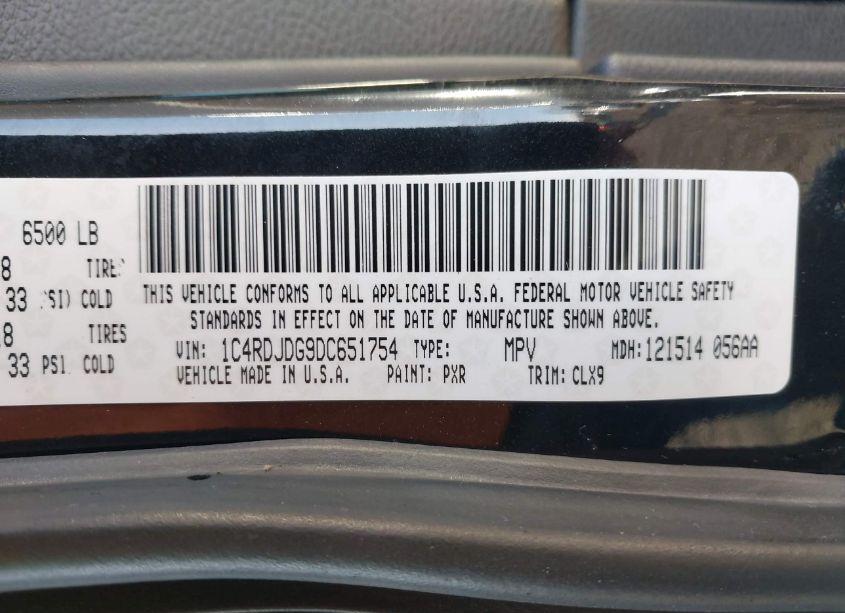 6500 LB
8 TIRES
33 PSI) COLD
8 TIRES
33 PSI COLD
THIS VEHICLE CONFORMS TO ALL APPLICABLE U.S.A. FEDERAL MOTOR VEHICLE SAFETY
STANDARDS IN EFFECT ON THE DATE OF MANUFACTURE SHOWN ABOVE.
VIN: 1C4RDJDG9DC651754 TYPE: MPV MDH:121514 056AA
VEHICLE MADE IN U.S.A. PAINT: PXR TRIM: CLX9